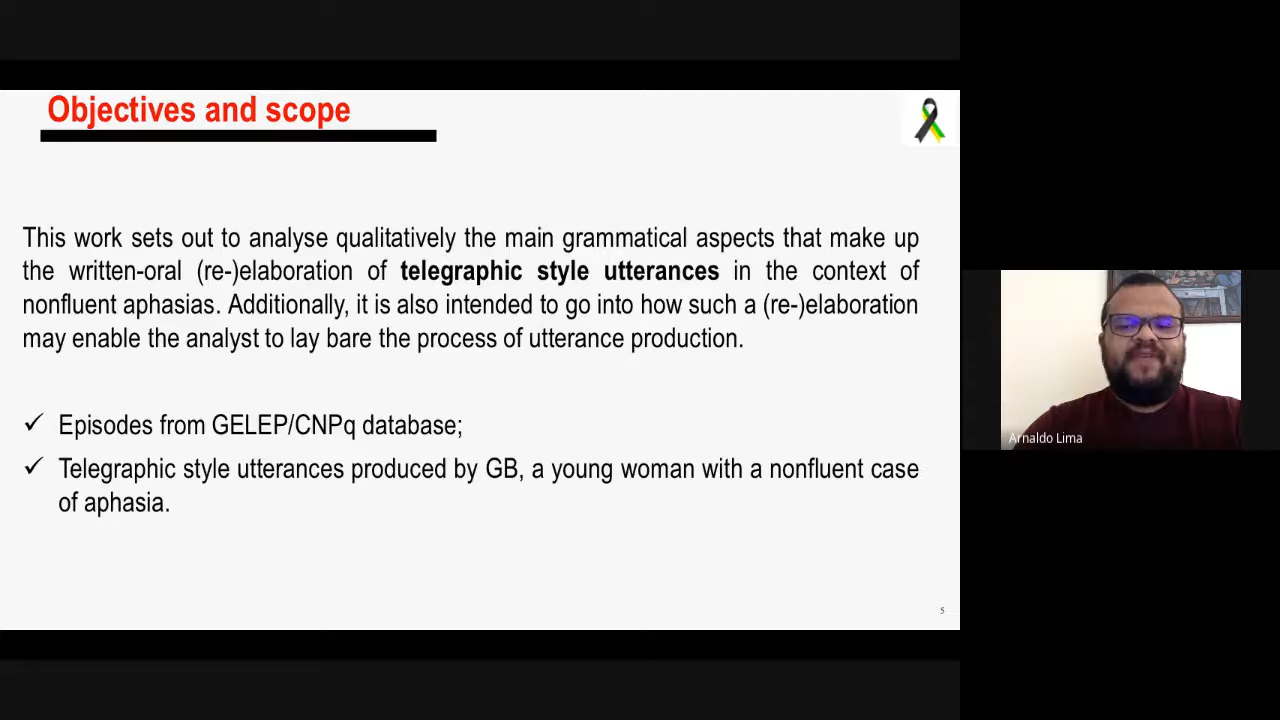 Objectives and scope
This work sets out to analyse qualitatively the main grammatical aspects that make up
the written-oral (re-)elaboration of telegraphic style utterances in the context of
nonfluent aphasias. Additionally, it is also intended to go into how such a (re-)elaboration
may enable the analyst to lay bare the process of utterance production.
✓ Episodes from GELEP/CNPq database;
✓ Telegraphic style utterances produced by GB, a young woman with a nonfluent case
of aphasia.
5
Arnaldo Lima